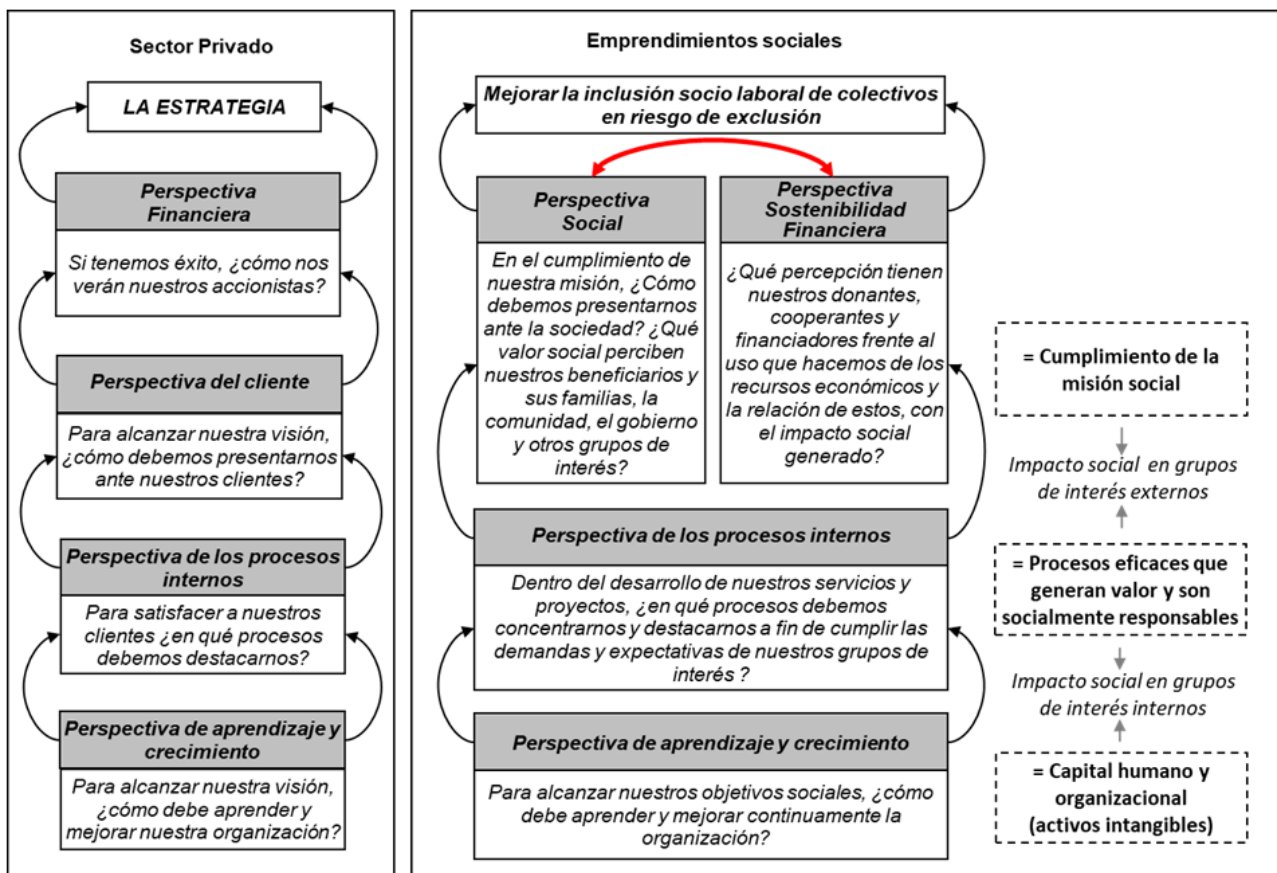 Sector Privado
LA ESTRATEGIA
Perspectiva
Financiera
Si tenemos éxito, ¿cómo nos
verán nuestros accionistas?
Perspectiva del cliente
Para alcanzar nuestra visión,
¿cómo debemos presentarnos
ante nuestros clientes?
Perspectiva de los procesos
internos
Para satisfacer a nuestros
clientes ¿en qué procesos
debemos destacarnos?
Perspectiva de aprendizaje y
crecimiento
Para alcanzar nuestra visión,
¿cómo debe aprender y
mejorar nuestra organización?
Emprendimientos sociales
Mejorar la inclusión socio laboral de colectivos
en riesgo de exclusión
Perspectiva
Social
En el cumplimiento de
nuestra misión, ¿Cómo
debemos presentarnos
ante la sociedad? ¿Qué
valor social perciben
nuestros beneficiarios y
sus familias, la
comunidad, el gobierno
y otros grupos de
interés?
Perspectiva
Sostenibilidad
Financiera
¿Qué percepción tienen
nuestros donantes,
cooperantes y
financiadores frente al
uso que hacemos de los
recursos económicos y
la relación de estos, con
el impacto social
generado?
Perspectiva de los procesos internos
Dentro del desarrollo de nuestros servicios y
proyectos, ¿en qué procesos debemos
concentrarnos y destacarnos a fin de cumplir las
demandas y expectativas de nuestros grupos de
interés ?
Perspectiva de aprendizaje y crecimiento
Para alcanzar nuestros objetivos sociales, ¿cómo
debe aprender y mejorar continuamente la
organización?
= Cumplimiento de la
misión social
Impacto social en grupos
de interés externos
= Procesos eficaces que
generan valor y son
socialmente responsables
Impacto social en grupos
de interés internos
= Capital humano y
organizacional
(activos intangibles)